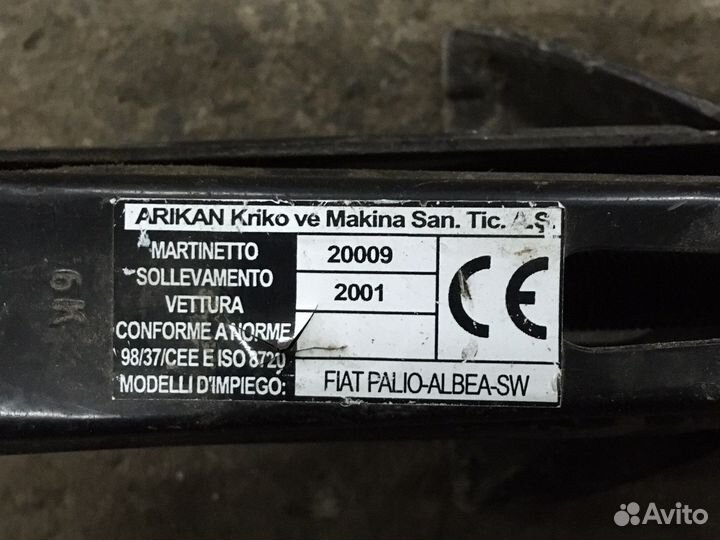 ARIKAN Kriko ve Makina San. Tic. A.Ş.
MARTINETTO
SOLLEVAMENTO
VETTURA
CONFORME A NORME
98/37/CEE E ISO 8720
MODELLI D'IMPIEGO:
20009
2001
FIAT PALIO-ALBEA-SW
CE
6K
Avito